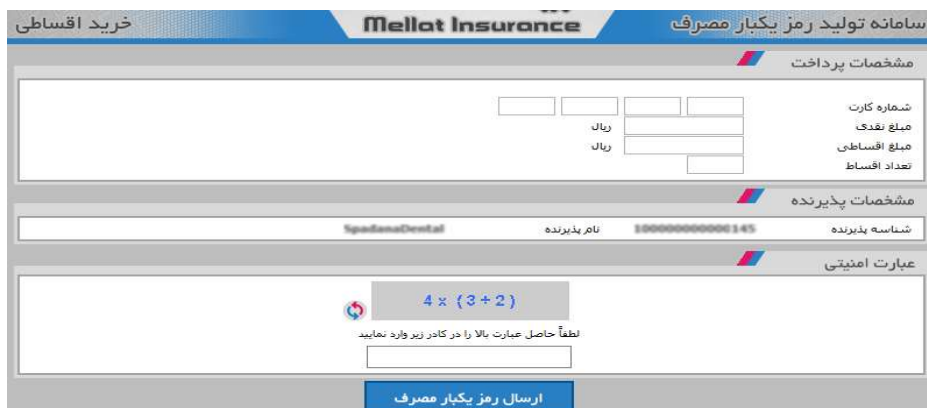 سامانه تولید رمز یکبار مصرف Mellat Insurance خرید اقساطی
مشخصات پرداخت
شماره کارت
مبلغ نقدی ریال
مبلغ اقساطی ریال
تعداد اقساط
مشخصات پذیرنده
شناسه پذیرنده 100000000000145 نام پذیرنده SpadanaDental
عبارت امنیتی
4 x (3+2)
لطفاً حاصل عبارت بالا را در کادر زیر وارد نمایید
ارسال رمز یکبار مصرف